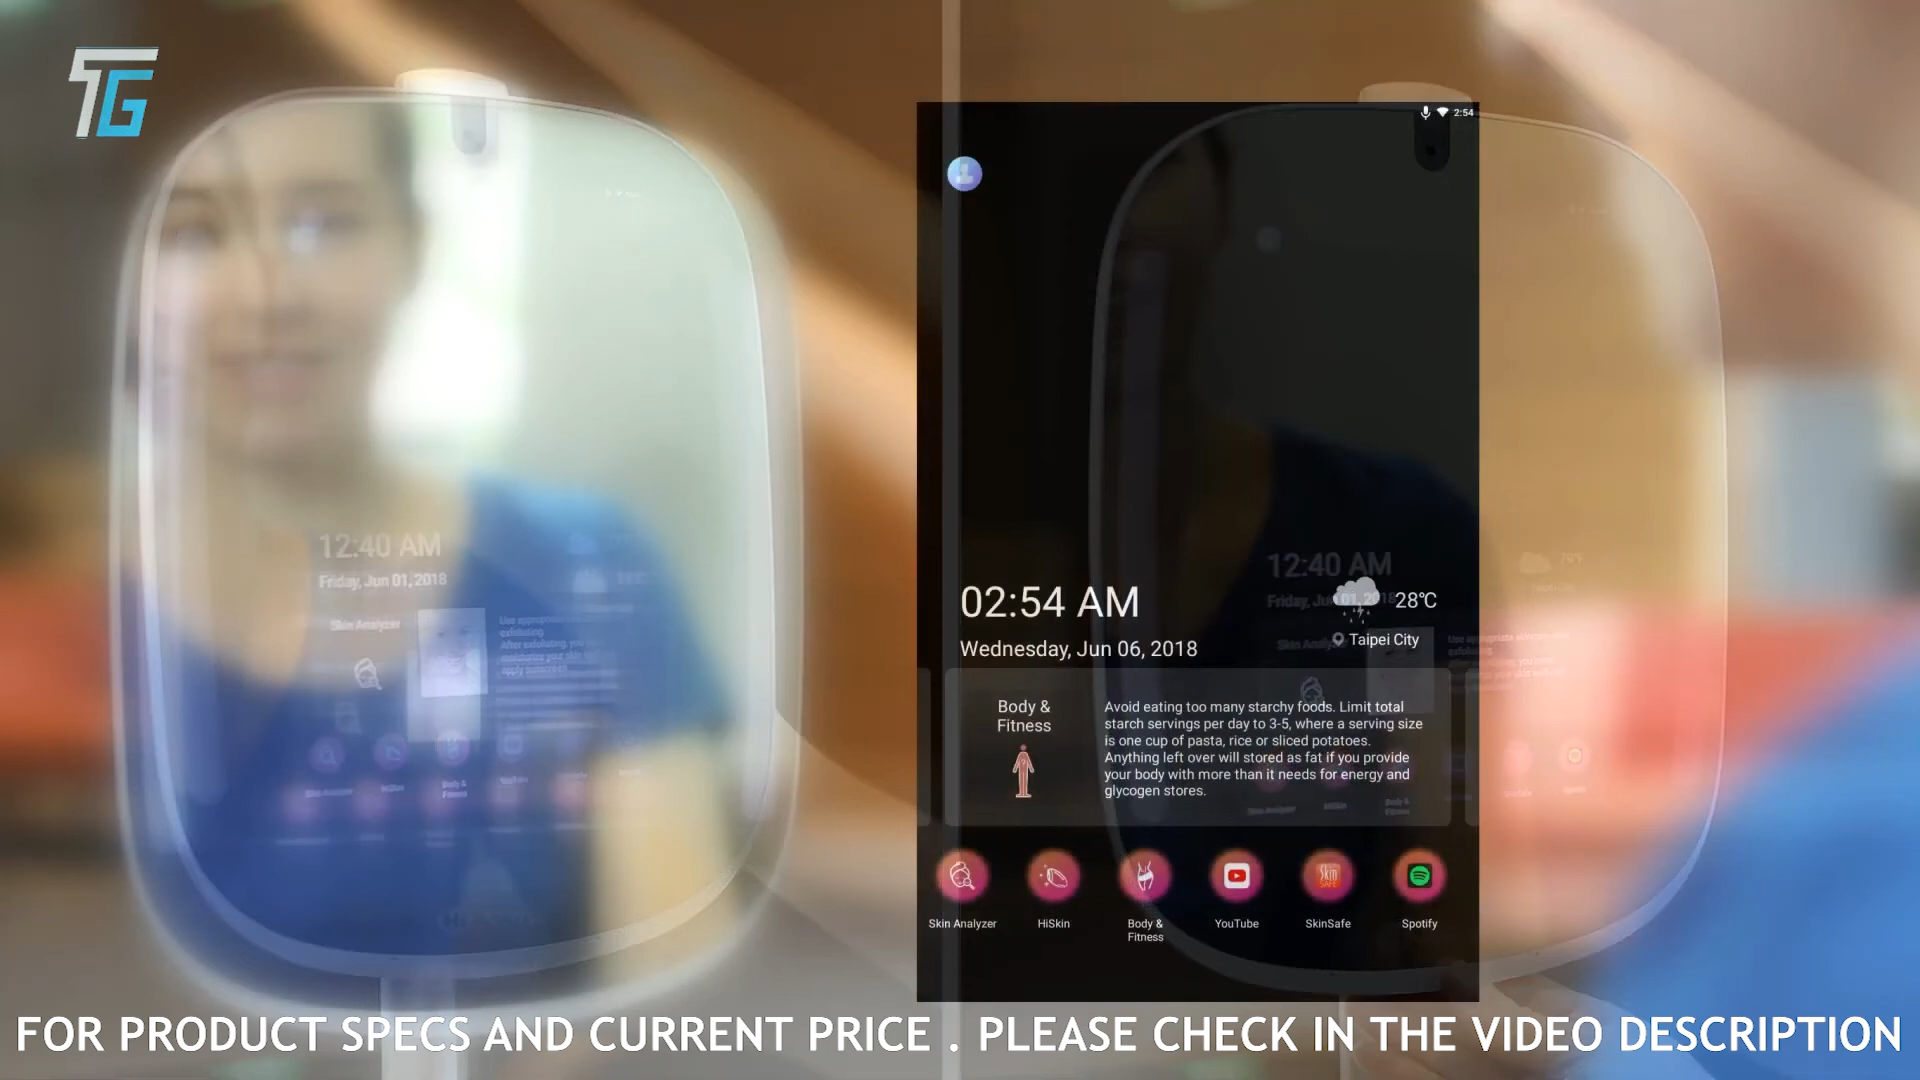 TG
2:54
12:40 AM
Friday, Jun 01, 2018
Skin Analyzer
12:40 AM
02:54 AM
28°C
Wednesday, Jun 06, 2018
Taipei City
Body &
Fitness
Avoid eating too many starchy foods. Limit total
starch servings per day to 3-5, where a serving size
is one cup of pasta, rice or sliced potatoes.
Anything left over will stored as fat if you provide
your body with more than it needs for energy and
glycogen stores.
Skin Analyzer
HiSkin
Body &
Fitness
YouTube
SkinSafe
Spotify
FOR PRODUCT SPECS AND CURRENT PRICE . PLEASE CHECK IN THE VIDEO DESCRIPTION